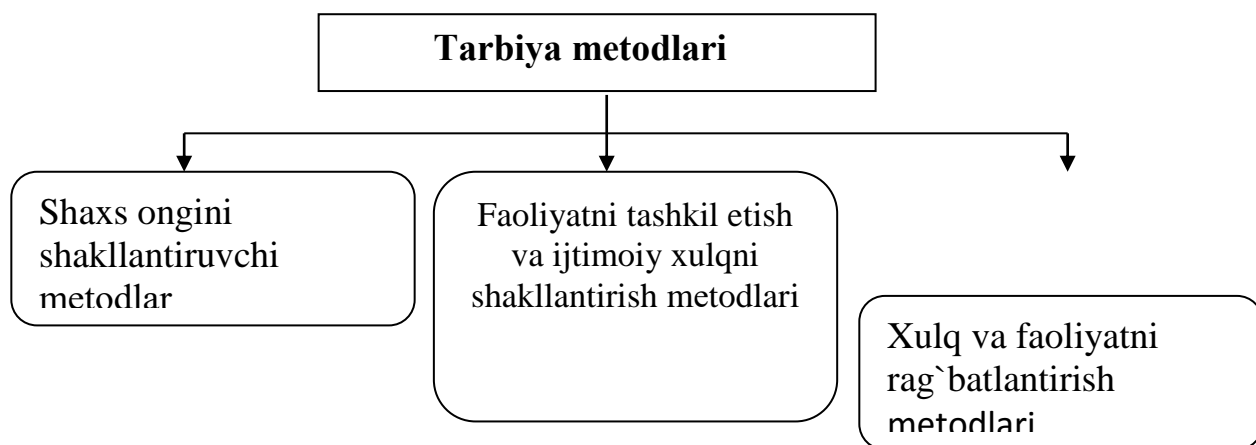 Tarbiya metodlari
Shaxs ongini
shakllantiruvchi
metodlar
Faoliyatni tashkil etish
va ijtimoiy xulqni
shakllantirish metodlari
Xulq va faoliyatni
rag`batlantirish
metodlari